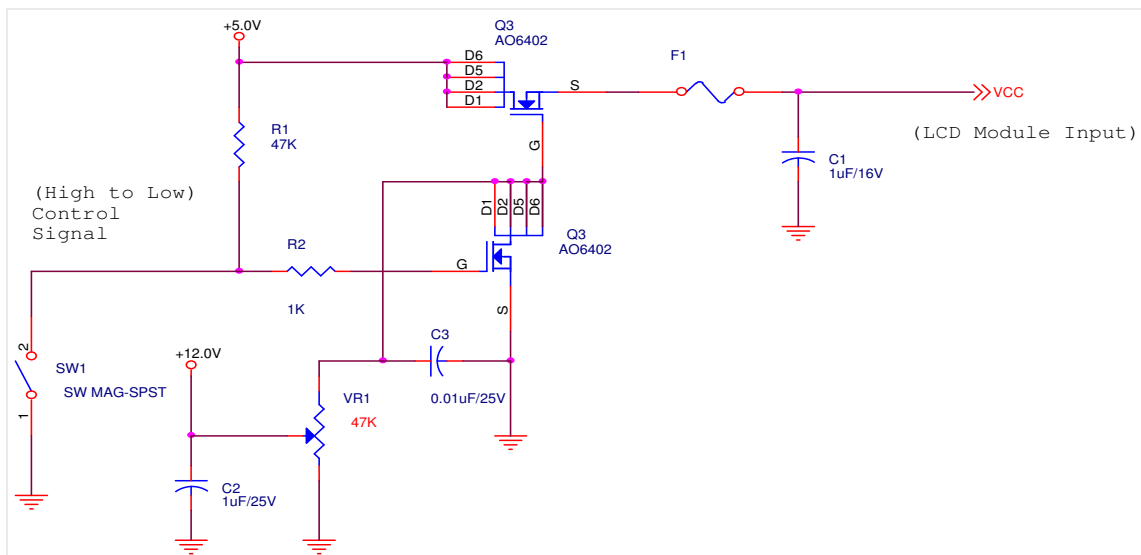 +5.0V
Q3
AO6402
F1
D6
D5
D2
D1
S
VCC
R1
47K
G
(LCD Module Input)
C1
1uF/16V
(High to Low)
Control
Signal
D1
D2
D5
D6
Q3
AO6402
R2
G
1K
S
C3
+12.0V
2
SW1
SW MAG-SPST
VR1
0.01uF/25V
47K
1
C2
1uF/25V